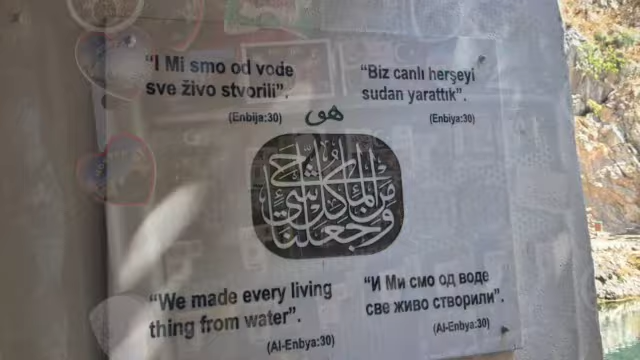 “I Mi smo od vode
sve živo stvorili”.
(Enbija:30)
“Biz canlı herşeyi
sudan yarattık”.
(Enbiya:30)
هو
وجعلنا من الماء كل شيء حي
“We made every living
thing from water”.
(Al-Enbya:30)
“И Ми смо од воде
све живо створили”.
(Al-Enbya:30)